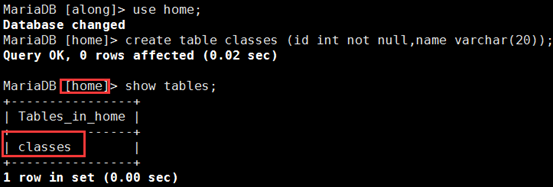 MariaDB [along]> use home;
Database changed
MariaDB [home]> create table classes (id int not null,name varchar(20));
Query OK, 0 rows affected (0.02 sec)
MariaDB [home]> show tables;
+----------------+
| Tables_in_home |
+----------------+
| classes        |
+----------------+
1 row in set (0.00 sec)